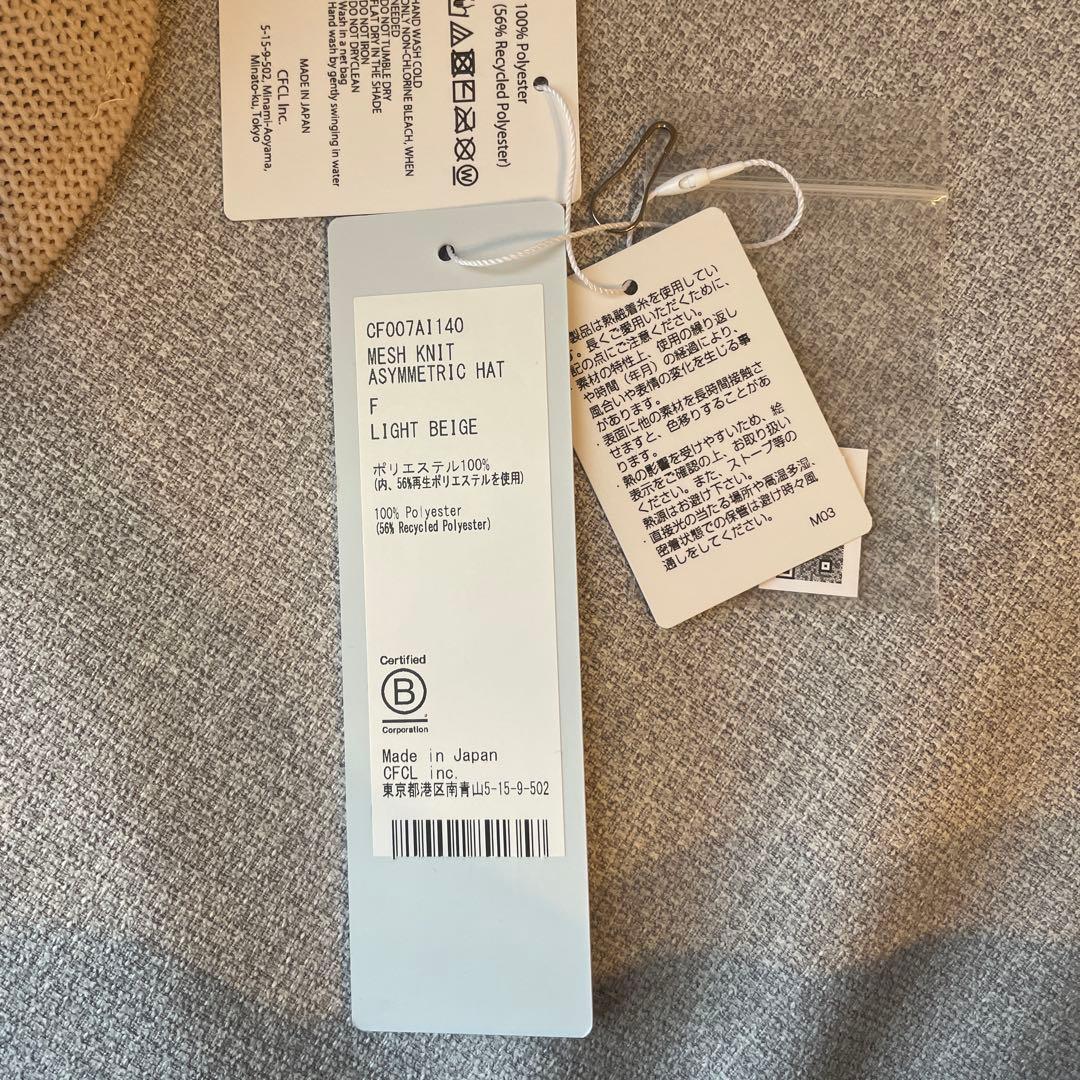 100% Polyester
(56% Recycled Polyester)
W
HAND WASH COLD
ONLY NON-CHLORINE BLEACH, WHEN
NEEDED
DO NOT TUMBLE DRY
FLAT DRY IN THE SHADE
DO NOT IRON
DO NOT DRYCLEAN
Wash in a net bag
Hand wash by gently swinging in water
MADE IN JAPAN
CFCL Inc.
5-15-9-502, Minami-Aoyama,
Minato-ku, Tokyo
CF007AI140
MESH KNIT
ASYMMETRIC HAT
F
LIGHT BEIGE
ポリエステル100%
(内、56%再生ポリエステルを使用)
100% Polyester
(56% Recycled Polyester)
Certified
B
Corporation
Made in Japan
CFCL inc.
東京都港区南青山5-15-9-502
製品は熱融着糸を使用してい
す。長くご愛用いただくために、
記の点にご注意ください。
素材の特性上、使用の繰り返し
や時間（年月）の経過により、
風合いや表情の変化を生じる事
があります。
・表面に他の素材を長時間接触さ
せますと、色移りすることがあ
ります。
・熱の影響を受けやすいため、絵
表示をご確認の上、お取り扱い
ください。また、ストーブ等の
熱源はお避け下さい。
・直接光の当たる場所や高温多湿、
密着状態での保管は避け時々風
通しをしてください。
M03